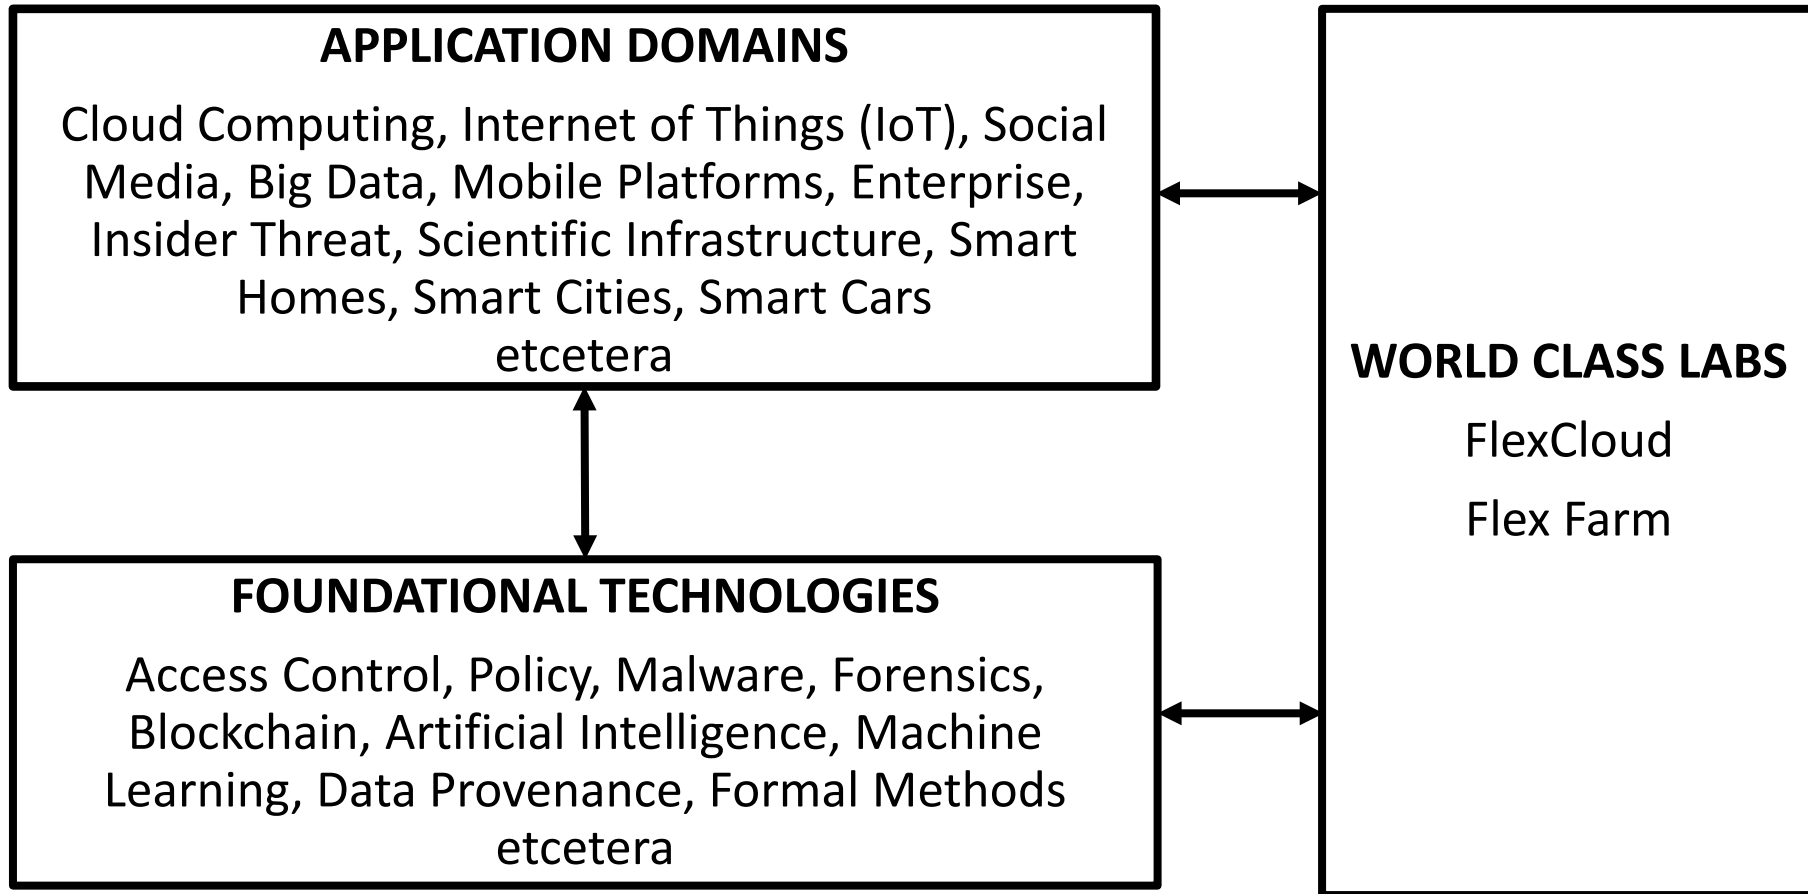 APPLICATION DOMAINS
Cloud Computing, Internet of Things (IoT), Social
Media, Big Data, Mobile Platforms, Enterprise,
Insider Threat, Scientific Infrastructure, Smart
Homes, Smart Cities, Smart Cars
etcetera
FOUNDATIONAL TECHNOLOGIES
Access Control, Policy, Malware, Forensics,
Blockchain, Artificial Intelligence, Machine
Learning, Data Provenance, Formal Methods
etcetera
WORLD CLASS LABS
FlexCloud
Flex Farm